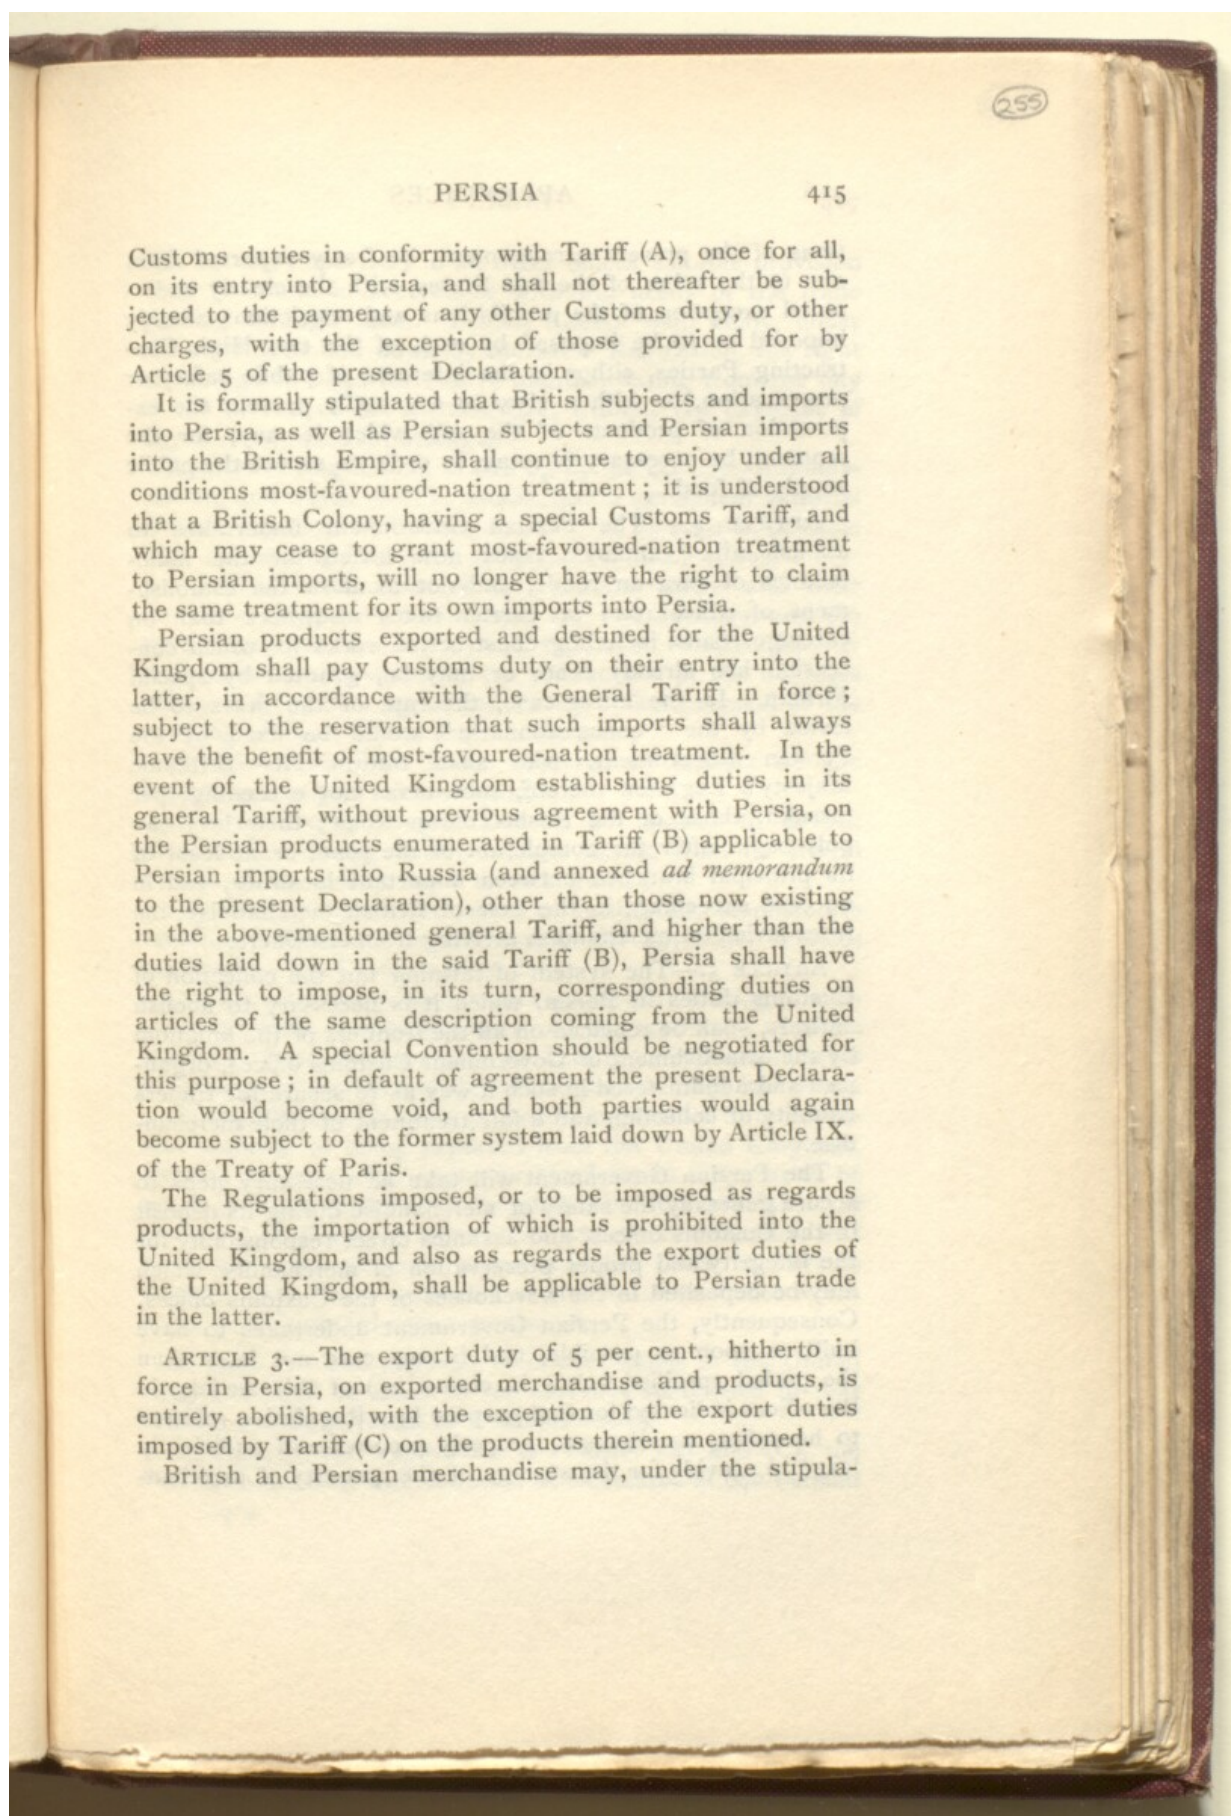 255
PERSIA 415
Customs duties in conformity with Tariff (A), once for all,
on its entry into Persia, and shall not thereafter be sub-
jected to the payment of any other Customs duty, or other
charges, with the exception of those provided for by
Article 5 of the present Declaration.
It is formally stipulated that British subjects and imports
into Persia, as well as Persian subjects and Persian imports
into the British Empire, shall continue to enjoy under all
conditions most-favoured-nation treatment; it is understood
that a British Colony, having a special Customs Tariff, and
which may cease to grant most-favoured-nation treatment
to Persian imports, will no longer have the right to claim
the same treatment for its own imports into Persia.
Persian products exported and destined for the United
Kingdom shall pay Customs duty on their entry into the
latter, in accordance with the General Tariff in force;
subject to the reservation that such imports shall always
have the benefit of most-favoured-nation treatment. In the
event of the United Kingdom establishing duties in its
general Tariff, without previous agreement with Persia, on
the Persian products enumerated in Tariff (B) applicable to
Persian imports into Russia (and annexed ad memorandum
to the present Declaration), other than those now existing
in the above-mentioned general Tariff, and higher than the
duties laid down in the said Tariff (B), Persia shall have
the right to impose, in its turn, corresponding duties on
articles of the same description coming from the United
Kingdom. A special Convention should be negotiated for
this purpose; in default of agreement the present Declara-
tion would become void, and both parties would again
become subject to the former system laid down by Article IX.
of the Treaty of Paris.
The Regulations imposed, or to be imposed as regards
products, the importation of which is prohibited into the
United Kingdom, and also as regards the export duties of
the United Kingdom, shall be applicable to Persian trade
in the latter.
ARTICLE 3.—The export duty of 5 per cent., hitherto in
force in Persia, on exported merchandise and products, is
entirely abolished, with the exception of the export duties
imposed by Tariff (C) on the products therein mentioned.
British and Persian merchandise may, under the stipula-